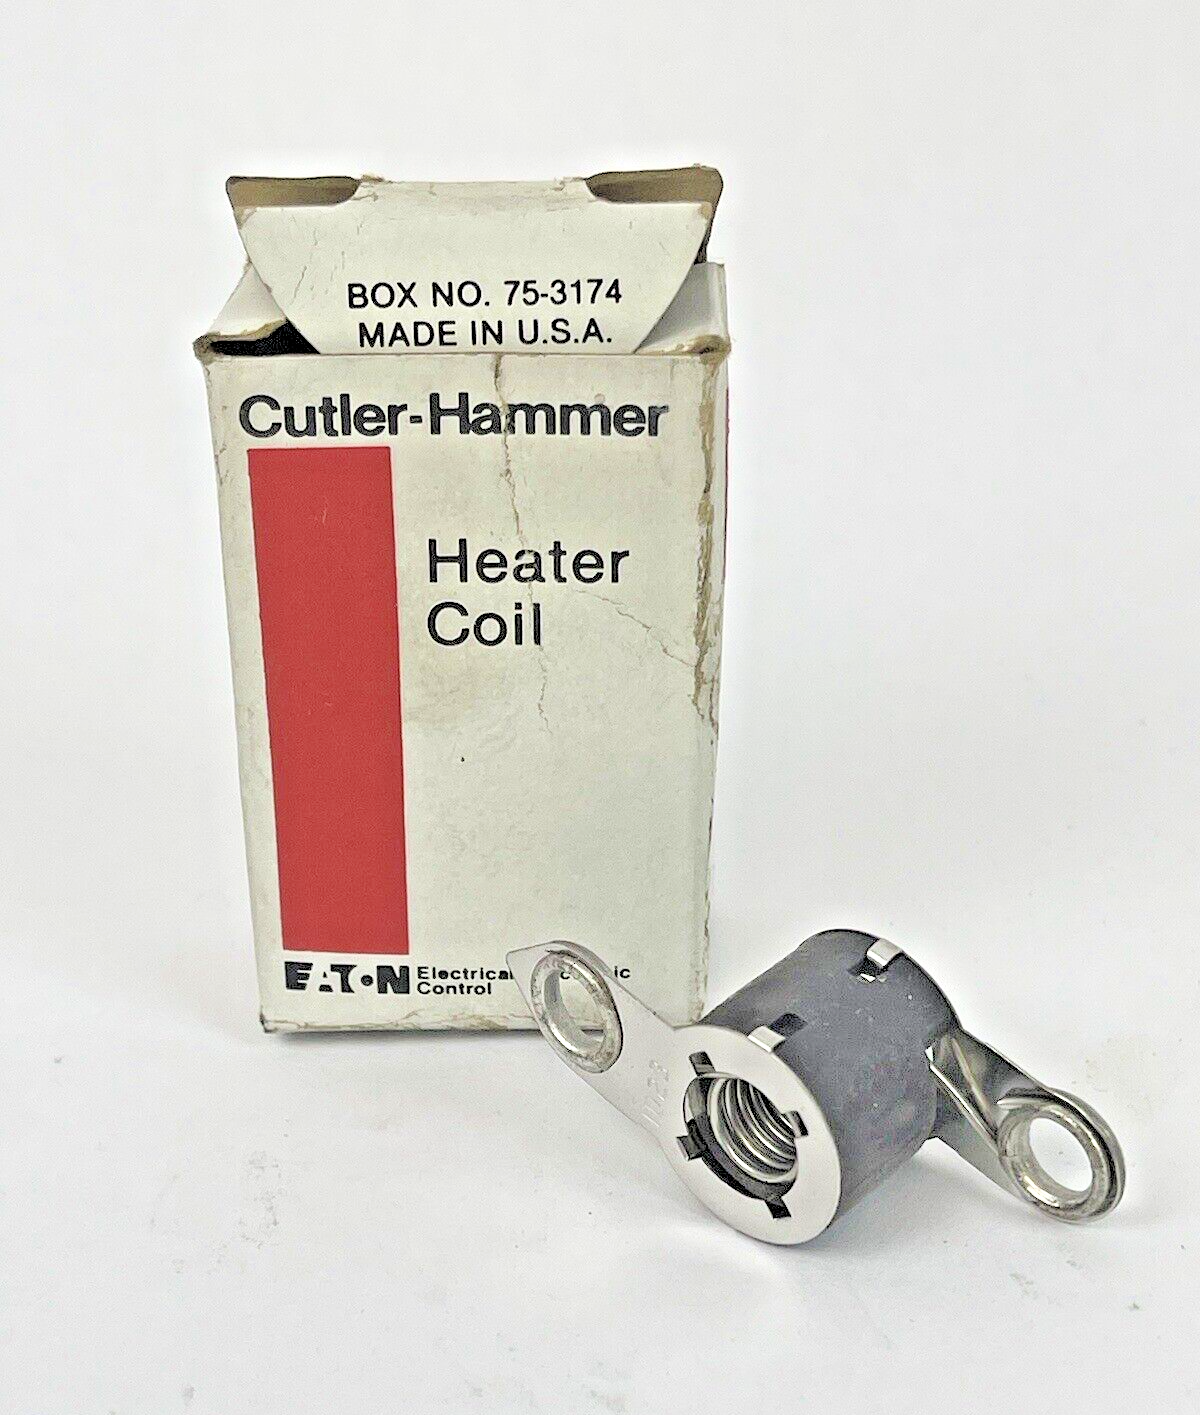 BOX NO. 75-3174
MADE IN U.S.A.
Cutler-Hammer
Heater
Coil
EATON Electrical
Control